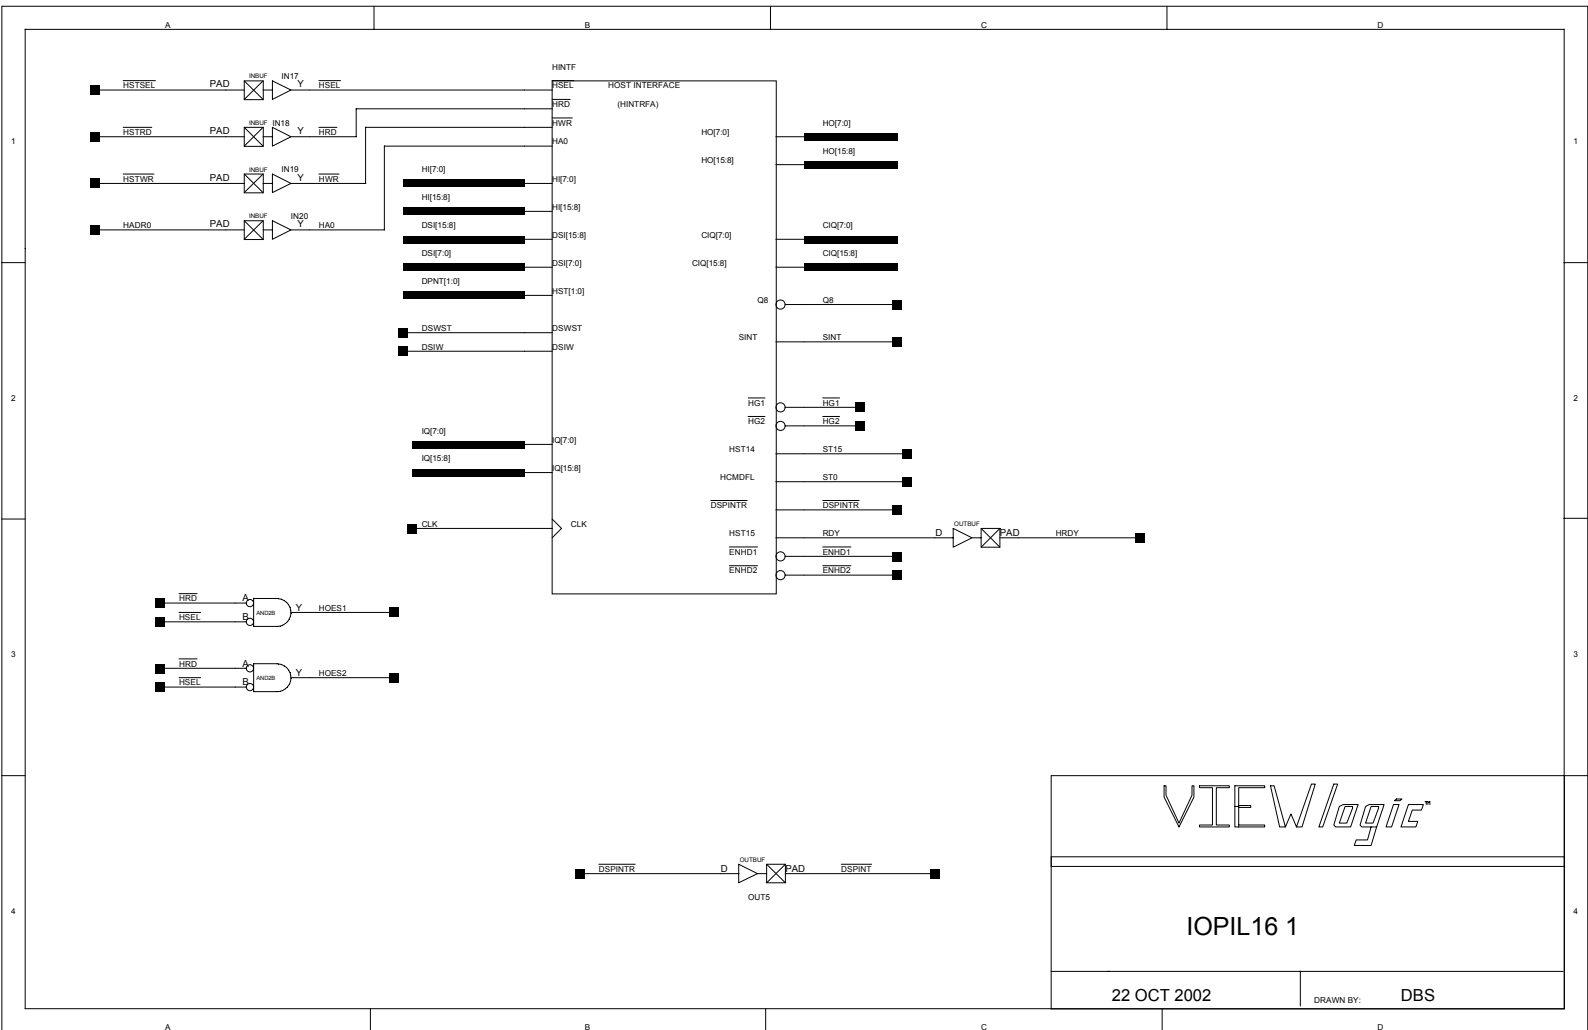 A B C D
HSTSEL PAD INBUF IN17 Y HSEL
HSTRD PAD INBUF IN18 Y HRD
HSTWR PAD INBUF IN19 Y HWR
HADR0 PAD INBUF IN20 Y HA0
1 1
2 2
3 3
4 4
HINTF
HOST INTERFACE
(HINTRFA)
HSEL
HRD
HWR
HA0
HI[7:0] HI[7:0]
HI[15:8] HI[15:8]
DSI[15:8] DSI[15:8]
DSI[7:0] DSI[7:0]
DPNT[1:0] HST[1:0]
DSWST DSWST
DSIW DSIW
IQ[7:0] IQ[7:0]
IQ[15:8] IQ[15:8]
CLK CLK
HO[7:0] HO[7:0]
HO[15:8] HO[15:8]
CIQ[7:0] CIQ[7:0]
CIQ[15:8] CIQ[15:8]
Q8 Q8
SINT SINT
HG1 HG1
HG2 HG2
HST14 ST15
HCMDFL ST0
DSPINTR DSPINTR
HST15 RDY D OUTBUF PAD HRDY
ENHD1 ENHD1
ENHD2 ENHD2
HRD A
HSEL B AND2B Y HOES1
HRD A
HSEL B AND2B Y HOES2
DSPINTR D OUTBUF PAD DSPINT
OUT5
VIEWlogic™
IOPIL16 1
22 OCT 2002 DRAWN BY: DBS
A B C D